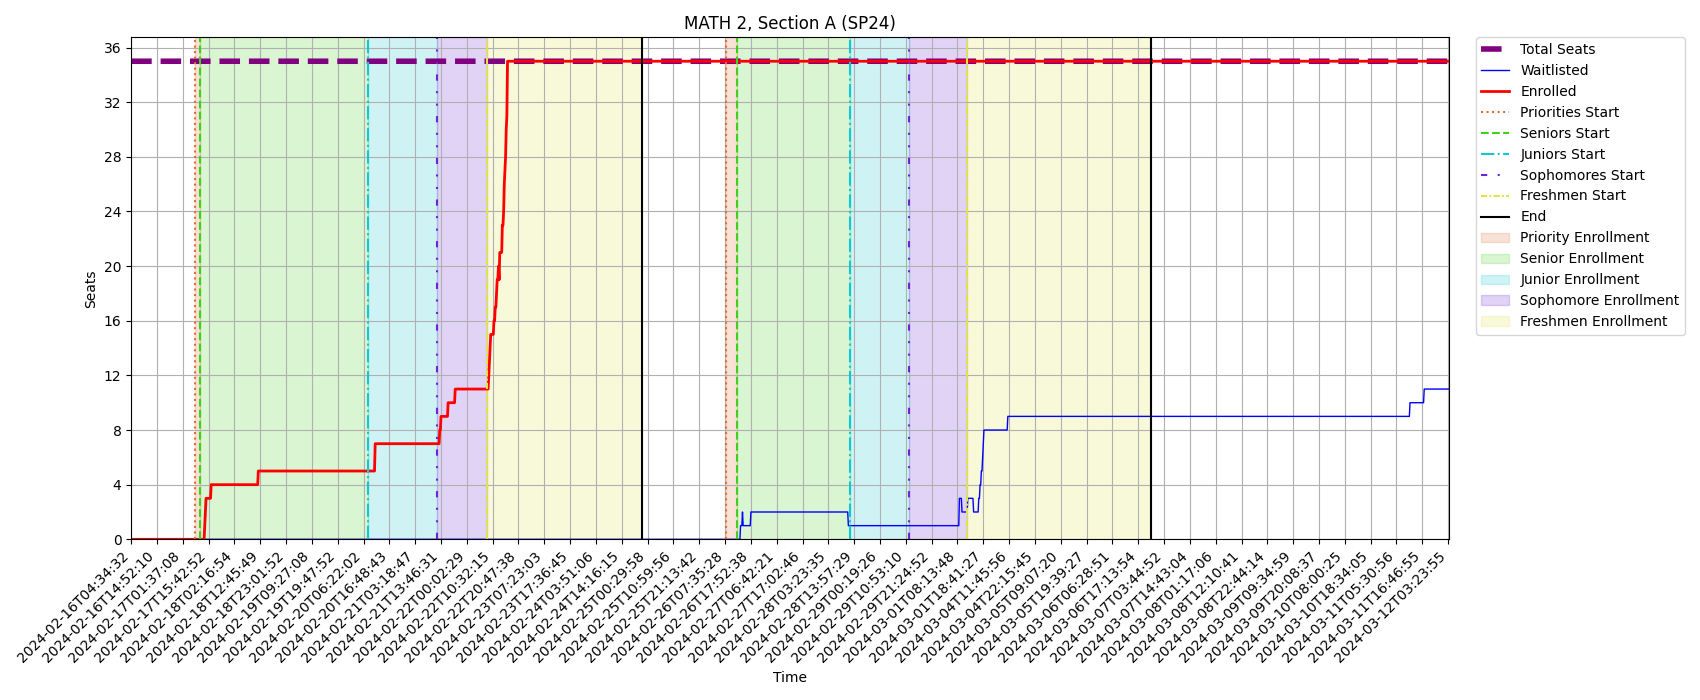 MATH 2, Section A (SP24)
36
32
28
24
20
16
12
8
4
0
Seats
2024-02-16T04:34:32
2024-02-16T14:52:10
2024-02-17T01:37:08
2024-02-17T15:42:52
2024-02-18T02:16:54
2024-02-18T12:45:49
2024-02-18T23:01:52
2024-02-19T09:27:08
2024-02-19T19:47:52
2024-02-20T06:22:02
2024-02-20T16:48:43
2024-02-21T03:18:47
2024-02-21T13:46:31
2024-02-22T00:02:29
2024-02-22T10:32:15
2024-02-22T20:47:38
2024-02-23T07:23:03
2024-02-23T17:36:45
2024-02-24T03:51:06
2024-02-24T14:16:15
2024-02-25T00:29:58
2024-02-25T10:59:56
2024-02-25T21:13:42
2024-02-26T07:35:28
2024-02-26T17:52:38
2024-02-27T06:42:21
2024-02-27T17:02:46
2024-02-28T03:23:35
2024-02-28T13:57:29
2024-02-29T00:19:26
2024-02-29T10:53:10
2024-02-29T21:24:52
2024-03-01T08:13:48
2024-03-01T18:41:27
2024-03-04T11:45:56
2024-03-04T22:15:45
2024-03-05T09:07:20
2024-03-05T19:39:27
2024-03-06T06:28:51
2024-03-06T17:13:54
2024-03-07T03:44:52
2024-03-07T14:43:04
2024-03-08T01:17:06
2024-03-08T12:10:41
2024-03-08T22:44:14
2024-03-09T09:34:59
2024-03-09T20:08:37
2024-03-10T08:00:25
2024-03-10T18:34:05
2024-03-11T05:30:56
2024-03-11T16:46:55
2024-03-12T03:23:55
Time
Total Seats
Waitlisted
Enrolled
Priorities Start
Seniors Start
Juniors Start
Sophomores Start
Freshmen Start
End
Priority Enrollment
Senior Enrollment
Junior Enrollment
Sophomore Enrollment
Freshmen Enrollment